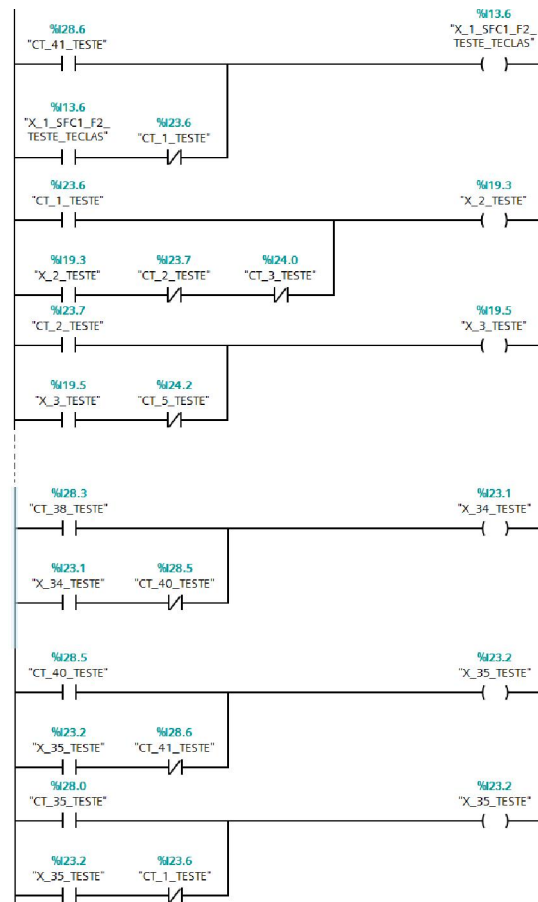 %I28.6
"CT_41_TESTE"
%I13.6
"X_1_SFC1_F2_
TESTE_TECLAS"
%I13.6
"X_1_SFC1_F2_
TESTE_TECLAS"
%I23.6
"CT_1_TESTE"
%I23.6
"CT_1_TESTE"
%I19.3
"X_2_TESTE"
%I19.3
"X_2_TESTE"
%I23.7
"CT_2_TESTE"
%I24.0
"CT_3_TESTE"
%I23.7
"CT_2_TESTE"
%I19.5
"X_3_TESTE"
%I19.5
"X_3_TESTE"
%I24.2
"CT_5_TESTE"
%I28.3
"CT_38_TESTE"
%I23.1
"X_34_TESTE"
%I23.1
"X_34_TESTE"
%I28.5
"CT_40_TESTE"
%I28.5
"CT_40_TESTE"
%I23.2
"X_35_TESTE"
%I23.2
"X_35_TESTE"
%I28.6
"CT_41_TESTE"
%I28.0
"CT_35_TESTE"
%I23.2
"X_35_TESTE"
%I23.2
"X_35_TESTE"
%I23.6
"CT_1_TESTE"